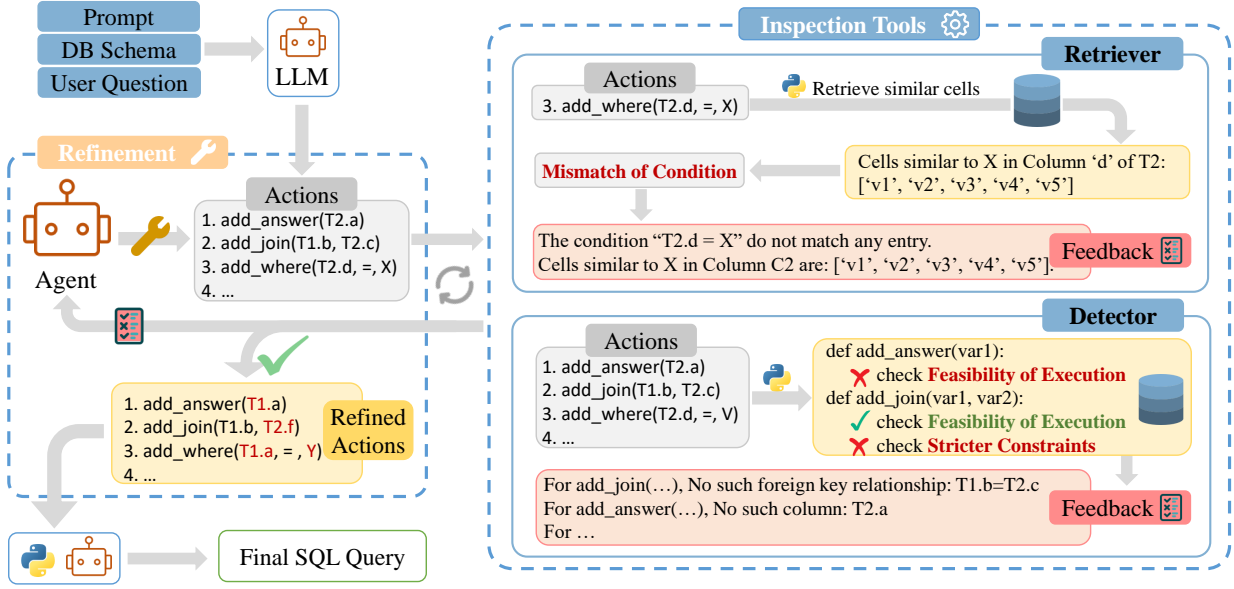 Prompt
DB Schema
User Question
LLM
Refinement
Agent
Actions
1. add_answer(T2.a)
2. add_join(T1.b, T2.c)
3. add_where(T2.d, =, X)
4. ...
1. add_answer(T1.a)
2. add_join(T1.b, T2.f)
3. add_where(T1.a, = , Y)
4. ...
Refined
Actions
Final SQL Query
Inspection Tools
Retriever
Actions
3. add_where(T2.d, =, X)
Retrieve similar cells
Cells similar to X in Column ‘d’ of T2:
[‘v1’, ‘v2’, ‘v3’, ‘v4’, ‘v5’]
Mismatch of Condition
The condition “T2.d = X” do not match any entry.
Cells similar to X in Column C2 are: [‘v1’, ‘v2’, ‘v3’, ‘v4’, ‘v5’].
Feedback
Detector
Actions
1. add_answer(T2.a)
2. add_join(T1.b, T2.c)
3. add_where(T2.d, =, V)
4. ...
def add_answer(var1):
check Feasibility of Execution
def add_join(var1, var2):
check Feasibility of Execution
check Stricter Constraints
For add_join(…), No such foreign key relationship: T1.b=T2.c
For add_answer(…), No such column: T2.a
For …
Feedback